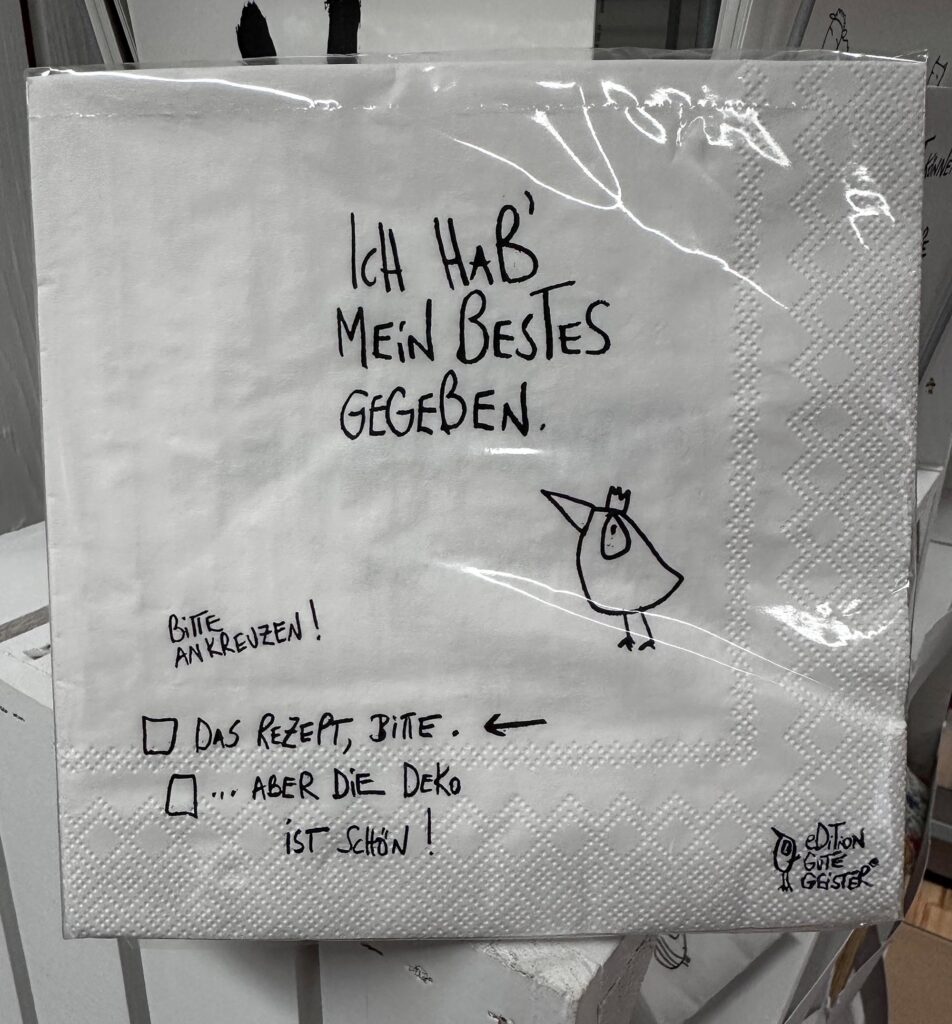 ICH HAB'
MEIN BESTES
GEGEBEN.
BITTE
ANKREUZEN!
DAS REZEPT, BITTE.
... ABER DIE DEKO
IST SCHÖN!
EDITION
GUTE
GEISTER